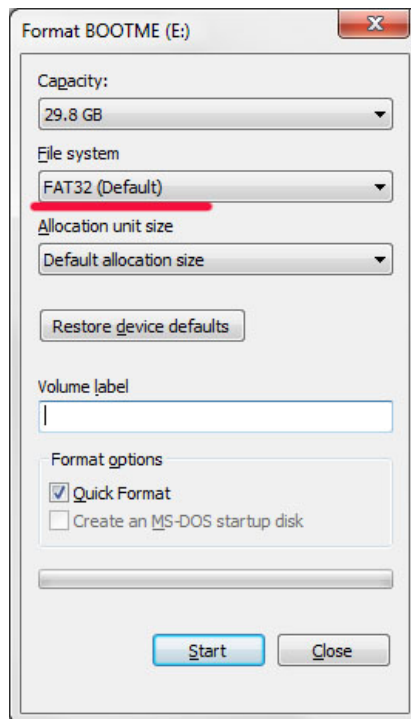 Format BOOTME (E:)
Capacity:
29.8 GB
File system
FAT32 (Default)
Allocation unit size
Default allocation size
Restore device defaults
Volume label
Format options
Quick Format
Create an MS-DOS startup disk
Start
Close